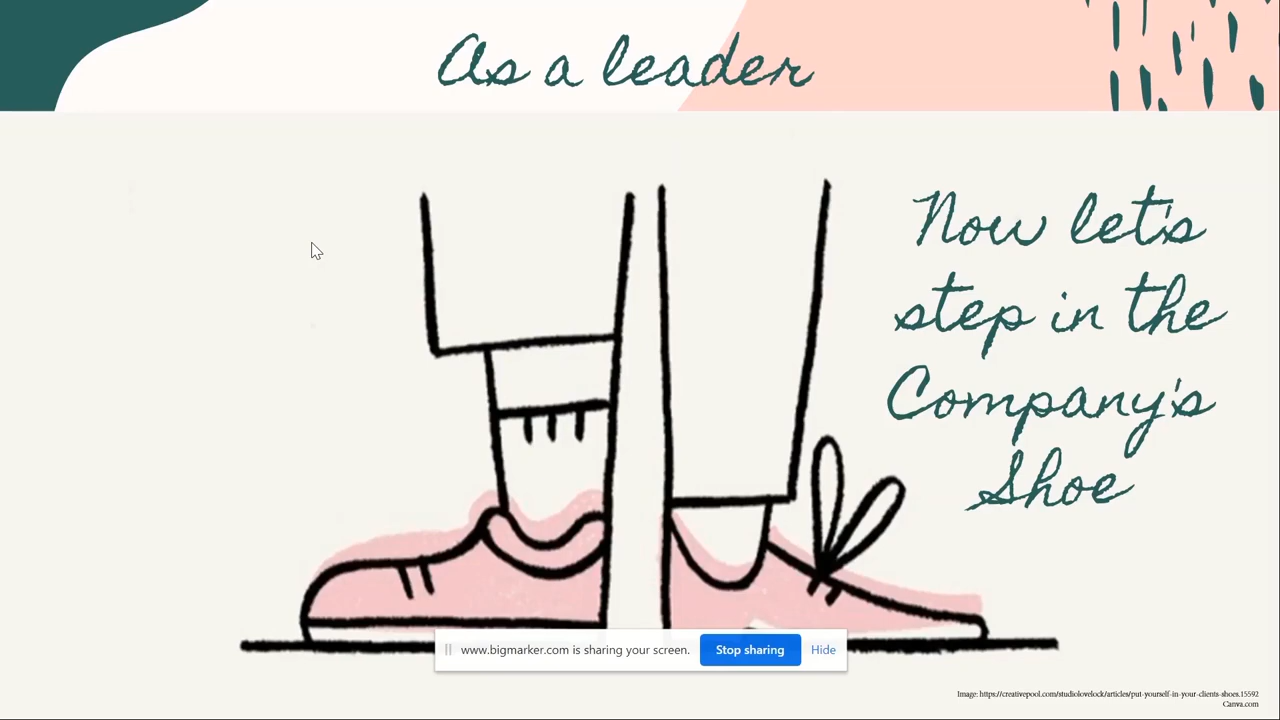 As a leader
Now let's
step in the
Company's
Shoe
www.bigmarker.com is sharing your screen.
Stop sharing
Hide
Image: https://creativepool.com/studiolovelock/articles/put-yourself-in-your-clients-shoes.15592
Canva.com